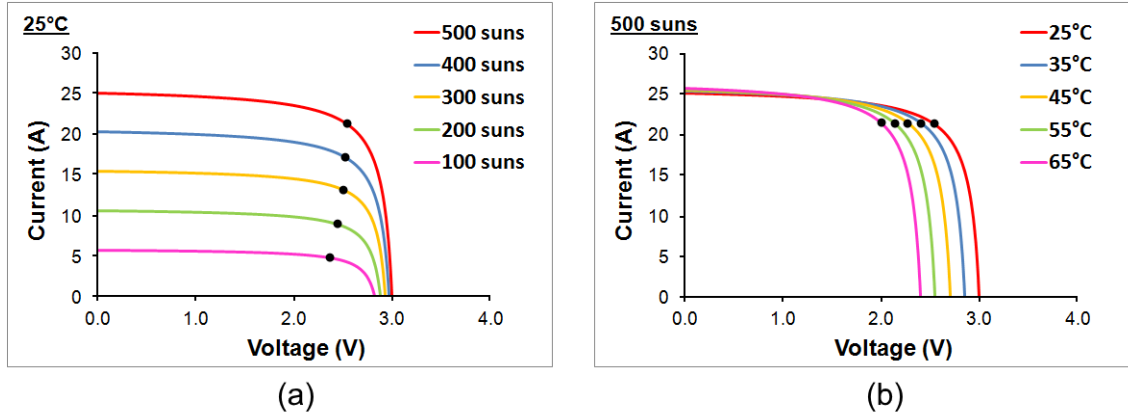 25°C
500 suns
400 suns
300 suns
200 suns
100 suns
30
25
20
15
10
5
0
Current (A)
0.0 1.0 2.0 3.0 4.0
Voltage (V)
(a)
500 suns
25°C
35°C
45°C
55°C
65°C
30
25
20
15
10
5
0
Current (A)
0.0 1.0 2.0 3.0 4.0
Voltage (V)
(b)